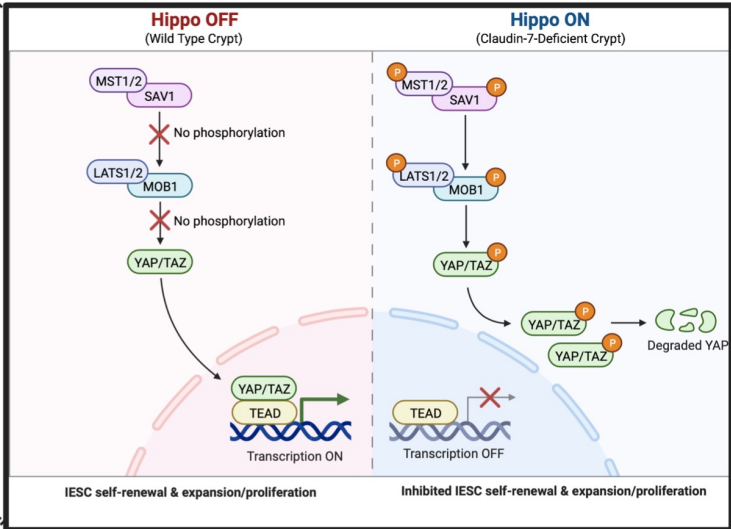 Hippo OFF
(Wild Type Crypt)
MST1/2
SAV1
No phosphorylation
LATS1/2
MOB1
No phosphorylation
YAP/TAZ
YAP/TAZ
TEAD
Transcription ON
IESC self-renewal & expansion/proliferation
Hippo ON
(Claudin-7-Deficient Crypt)
P
MST1/2
P
SAV1
P
LATS1/2
P
MOB1
P
YAP/TAZ
P
YAP/TAZ
P
YAP/TAZ
Degraded YAP
TEAD
Transcription OFF
Inhibited IESC self-renewal & expansion/proliferation